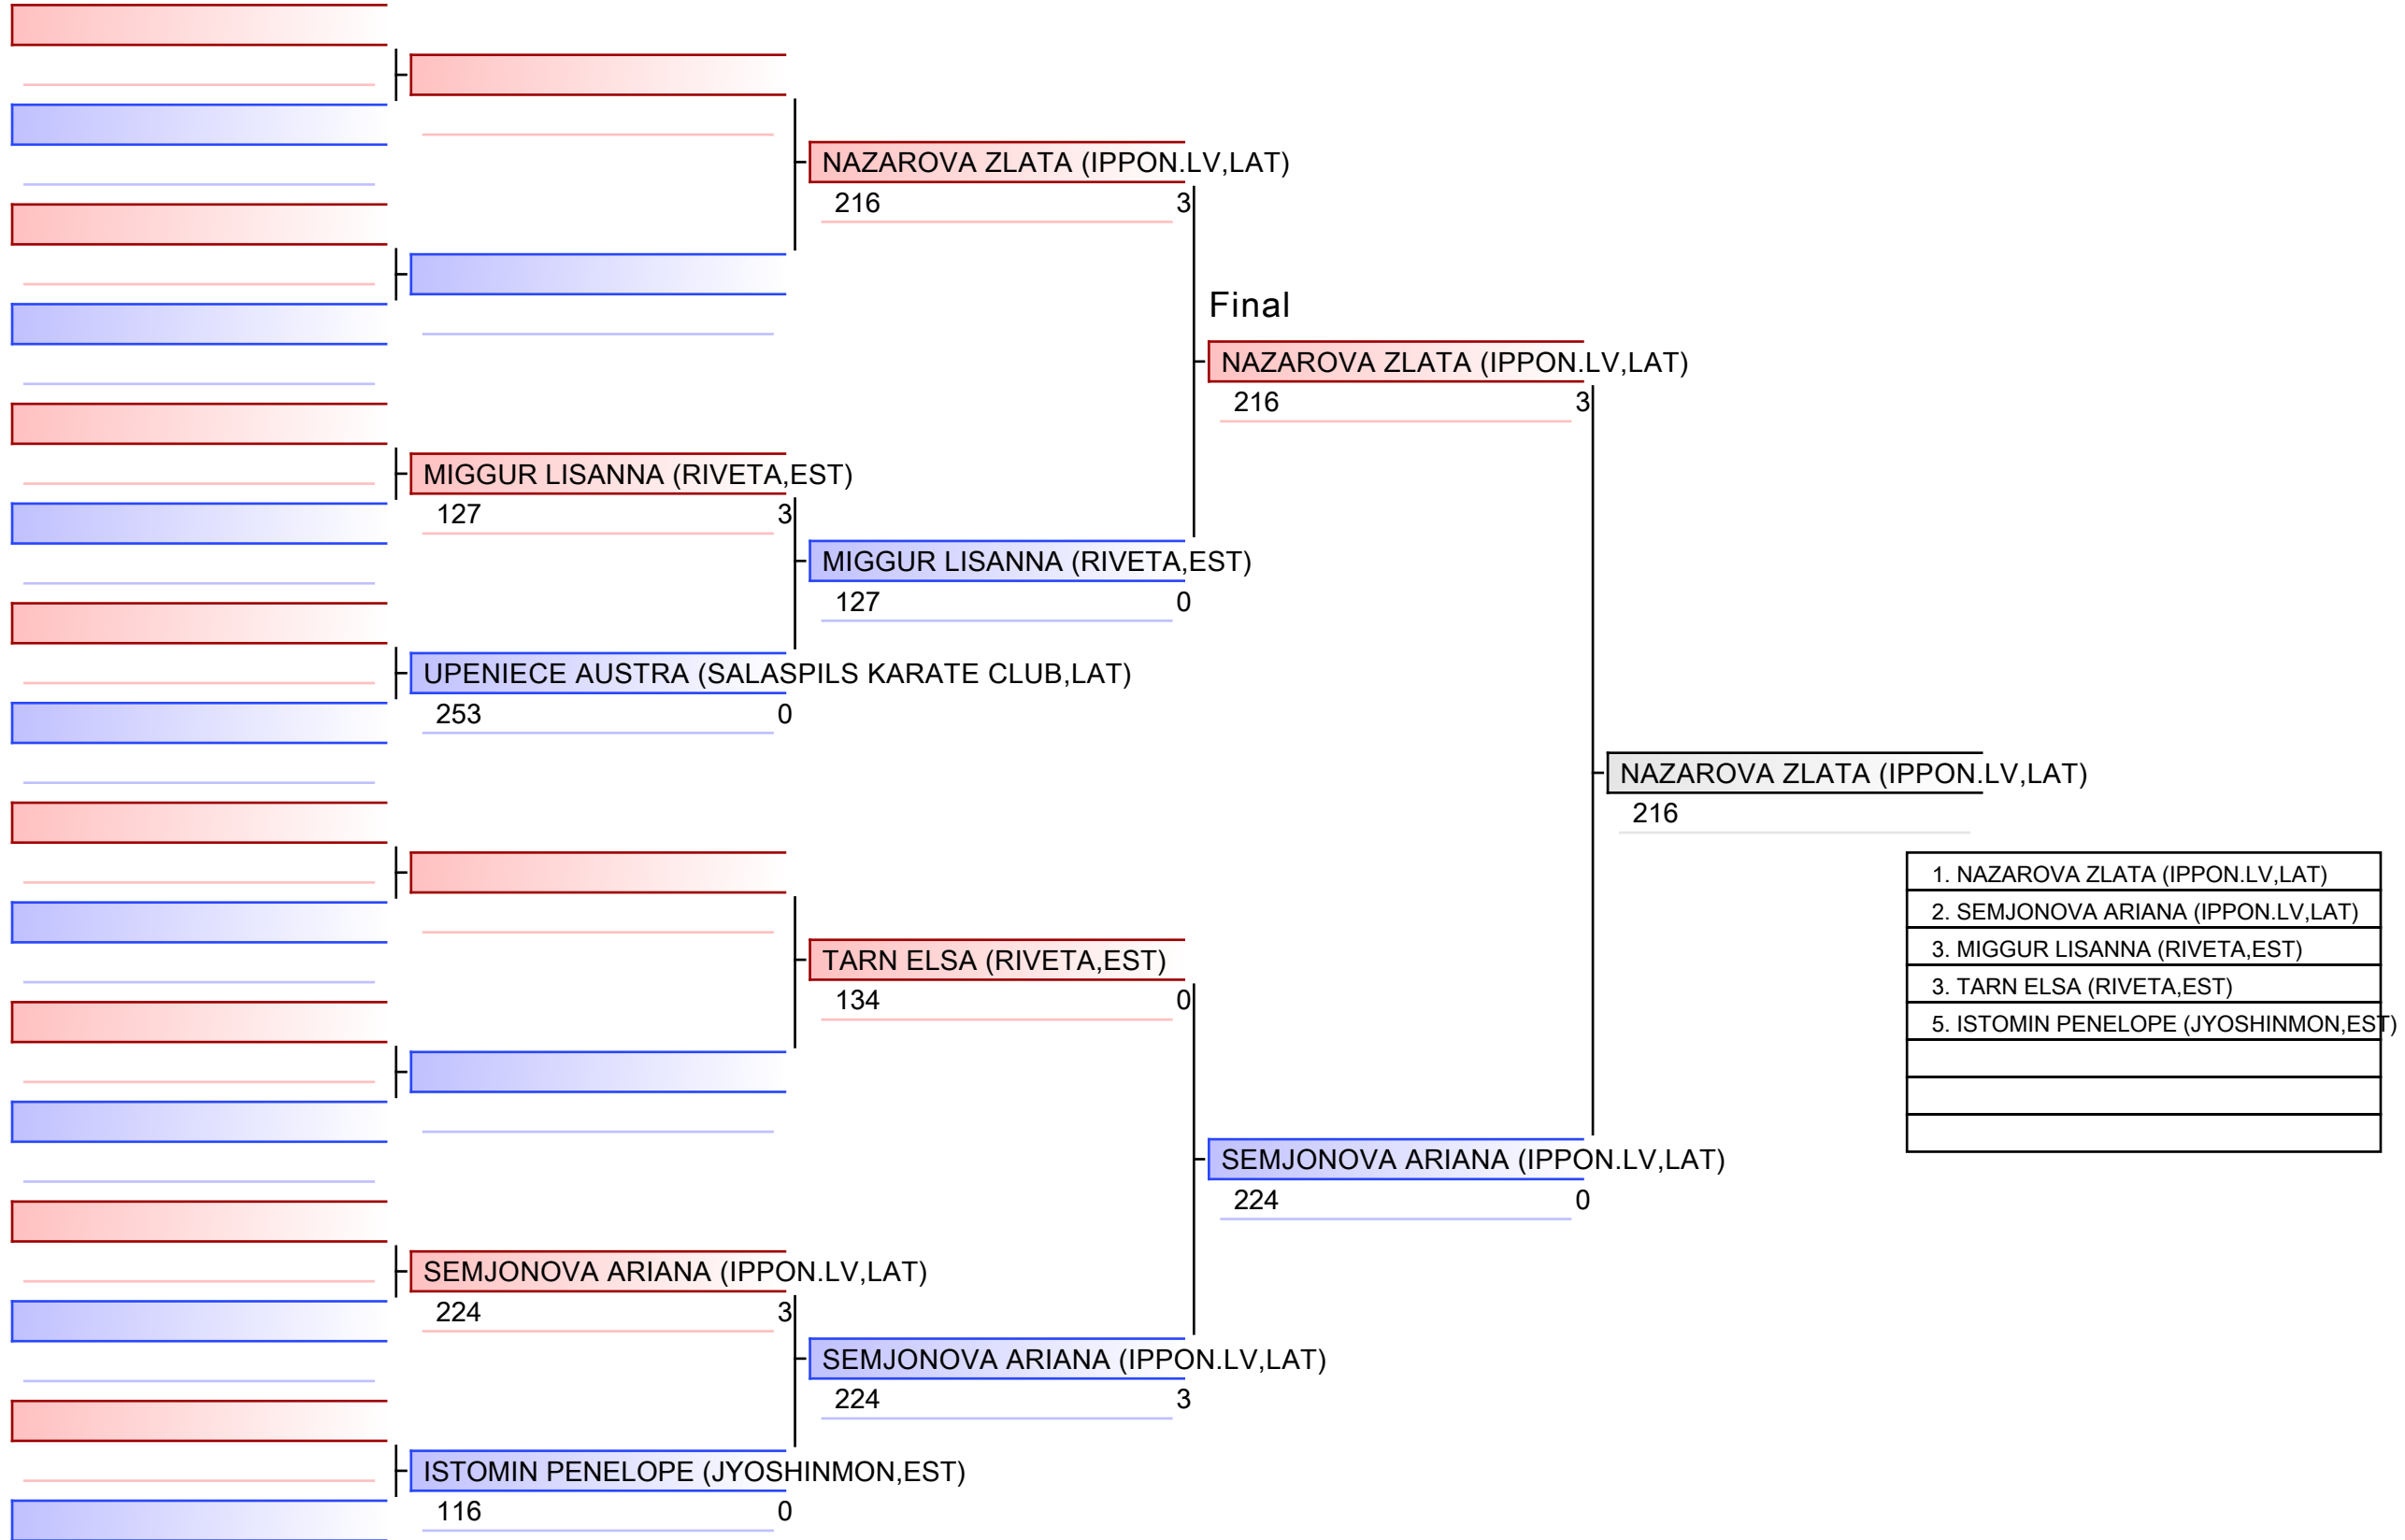 NAZAROVA ZLATA (IPPON.LV,LAT)
216 3
Final
NAZAROVA ZLATA (IPPON.LV,LAT)
216 3
MIGGUR LISANNA (RIVETA,EST)
127 3
MIGGUR LISANNA (RIVETA,EST)
127 0
UPENIECE AUSTRA (SALASPILS KARATE CLUB,LAT)
253 0
NAZAROVA ZLATA (IPPON.LV,LAT)
216
1. NAZAROVA ZLATA (IPPON.LV,LAT)
2. SEMJONOVA ARIANA (IPPON.LV,LAT)
3. MIGGUR LISANNA (RIVETA,EST)
3. TARN ELSA (RIVETA,EST)
5. ISTOMIN PENELOPE (JYOSHINMON,EST)
TARN ELSA (RIVETA,EST)
134 0
SEMJONOVA ARIANA (IPPON.LV,LAT)
224 0
SEMJONOVA ARIANA (IPPON.LV,LAT)
224 3
SEMJONOVA ARIANA (IPPON.LV,LAT)
224 3
ISTOMIN PENELOPE (JYOSHINMON,EST)
116 0